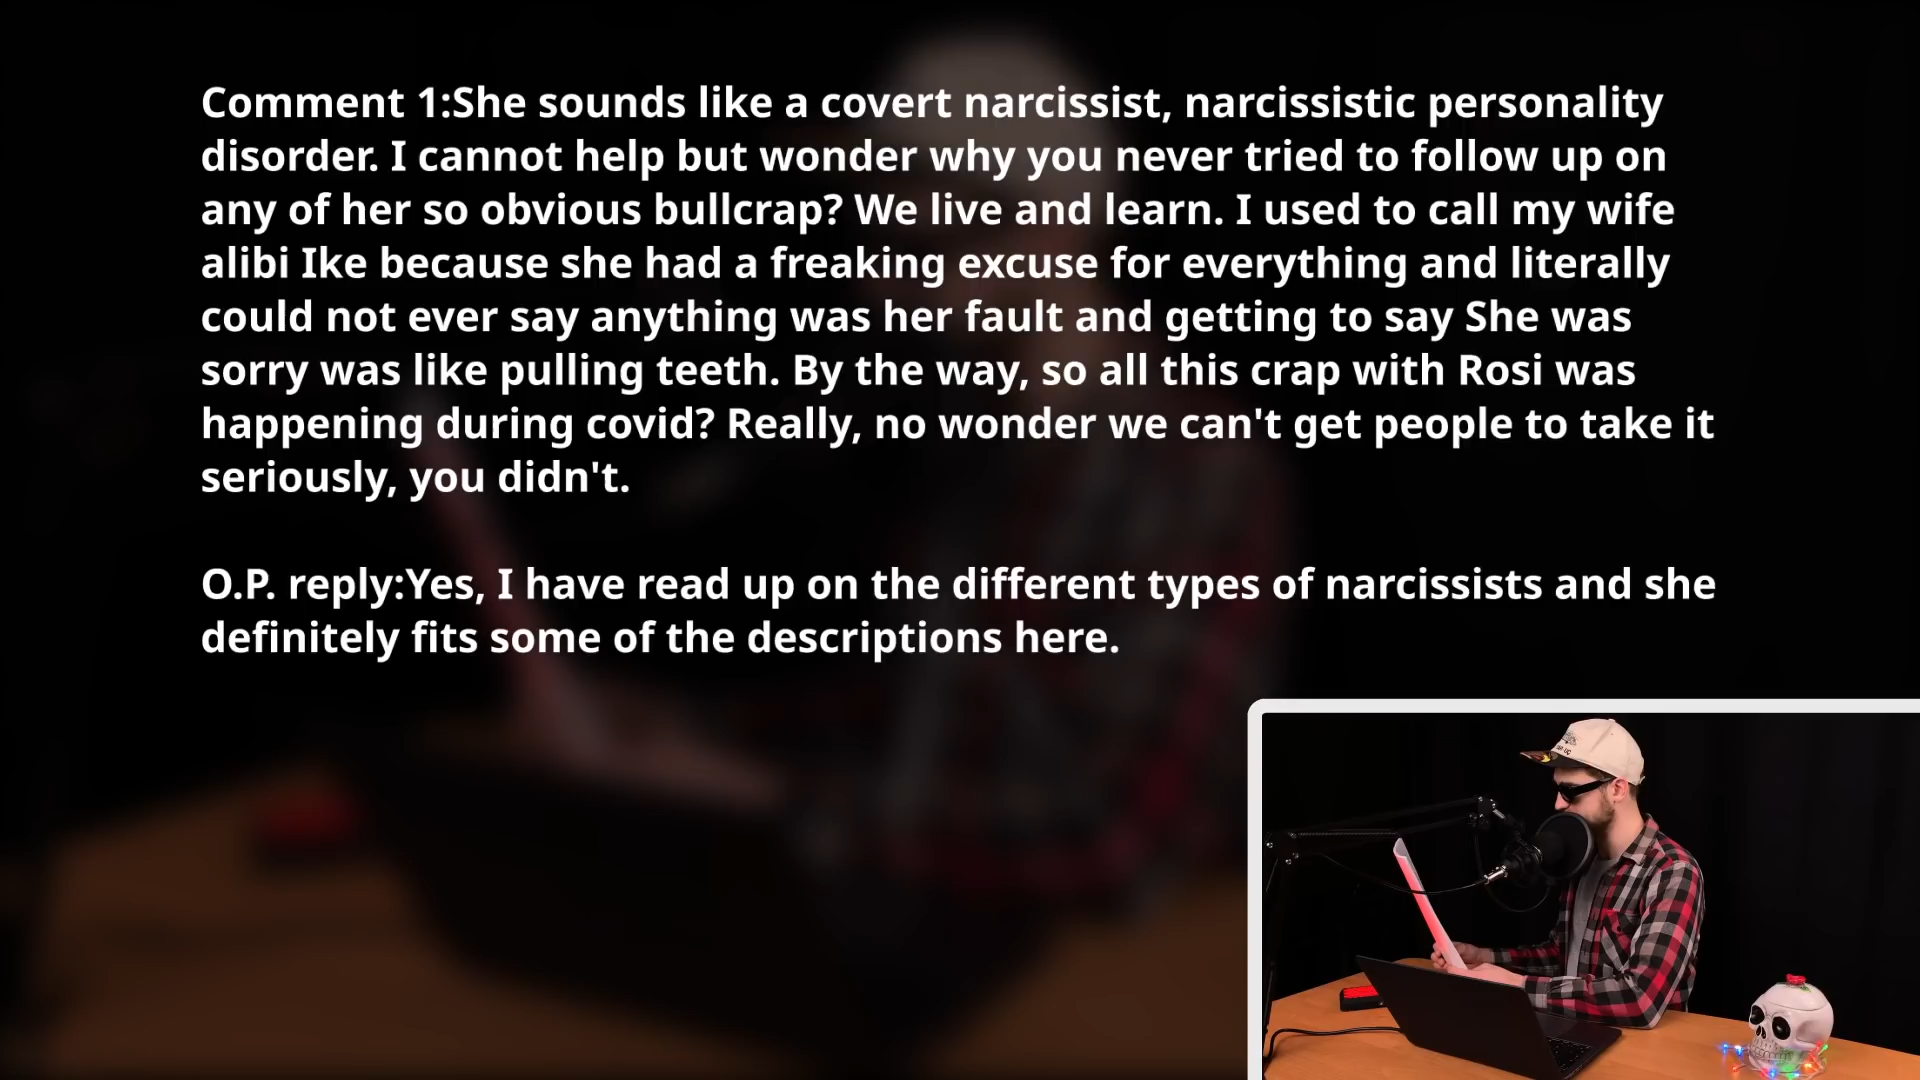 Comment 1:She sounds like a covert narcissist, narcissistic personality
disorder. I cannot help but wonder why you never tried to follow up on
any of her so obvious bullcrap? We live and learn. I used to call my wife
alibi Ike because she had a freaking excuse for everything and literally
could not ever say anything was her fault and getting to say She was
sorry was like pulling teeth. By the way, so all this crap with Rosi was
happening during covid? Really, no wonder we can't get people to take it
seriously, you didn't.
O.P. reply:Yes, I have read up on the different types of narcissists and she
definitely fits some of the descriptions here.